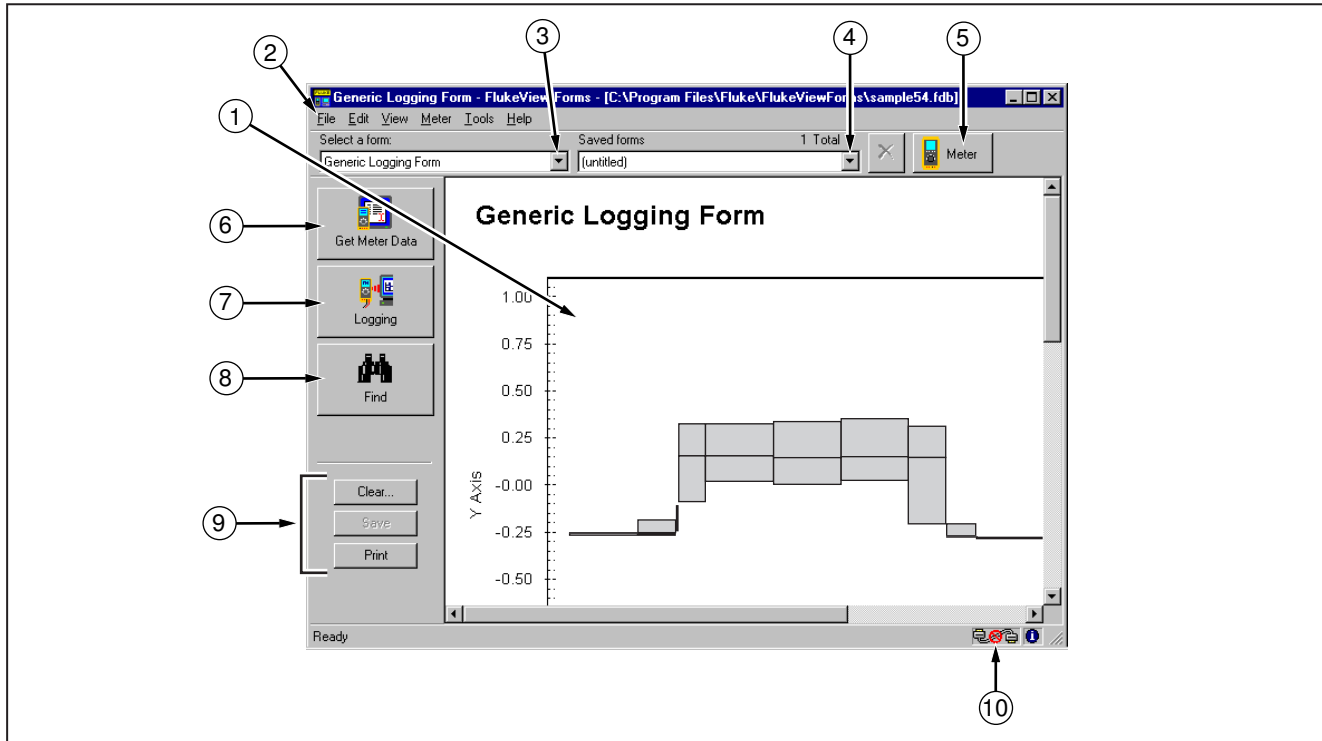 3
4
5
2
1
Generic Logging Form - FlukeView Forms - [C:\Program Files\Fluke\FlukeViewForms\sample54.fdb]
File Edit View Meter Tools Help
Select a form:
Saved forms
1 Total
Generic Logging Form
(untitled)
Meter
6
Get Meter Data
7
Logging
8
Find
9
Clear...
Save
Print
Generic Logging Form
1.00
0.75
0.50
0.25
-0.00
-0.25
-0.50
Y Axis
Ready
10